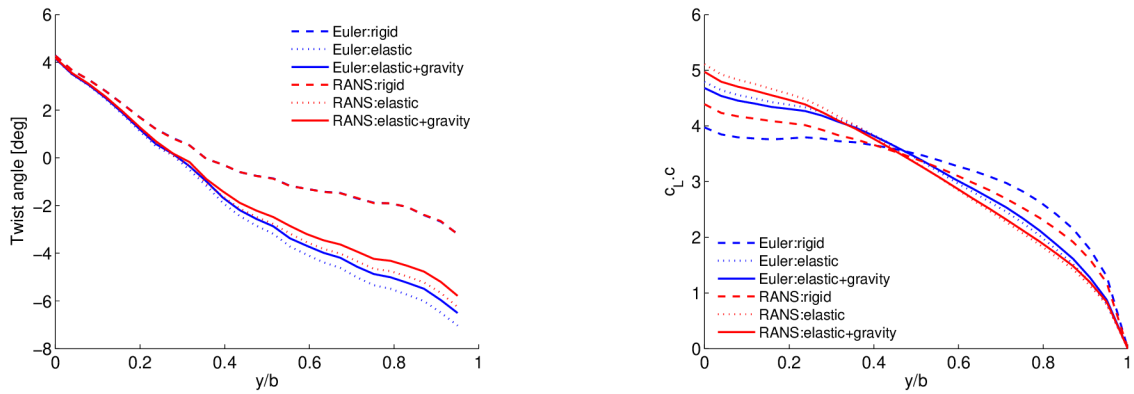 6
4
2
0
−2
−4
−6
−8
Twist angle [deg]
0
0.2
0.4
0.6
0.8
1
y/b
Euler:rigid
Euler:elastic
Euler:elastic+gravity
RANS:rigid
RANS:elastic
RANS:elastic+gravity
6
5
4
3
2
1
0
c_L.c
0
0.2
0.4
0.6
0.8
1
y/b
Euler:rigid
Euler:elastic
Euler:elastic+gravity
RANS:rigid
RANS:elastic
RANS:elastic+gravity